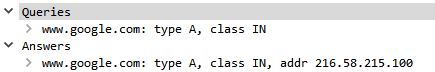 Queries
www.google.com: type A, class IN
Answers
www.google.com: type A, class IN, addr 216.58.215.100